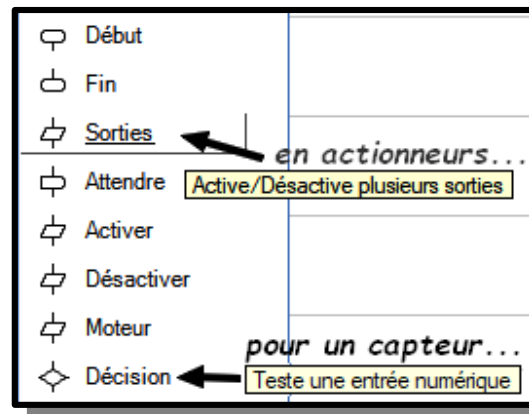 Début
Fin
Sorties
en actionneurs...
Attendre
Active/Désactive plusieurs sorties
Activer
Désactiver
Moteur
pour un capteur...
Décision
Teste une entrée numérique